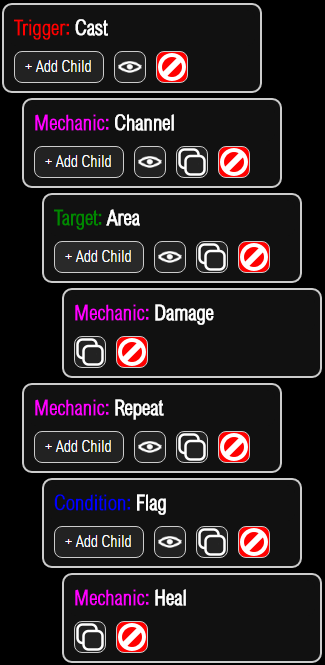 Trigger: Cast
+ Add Child
Mechanic: Channel
+ Add Child
Target: Area
+ Add Child
Mechanic: Damage
Mechanic: Repeat
+ Add Child
Condition: Flag
+ Add Child
Mechanic: Heal